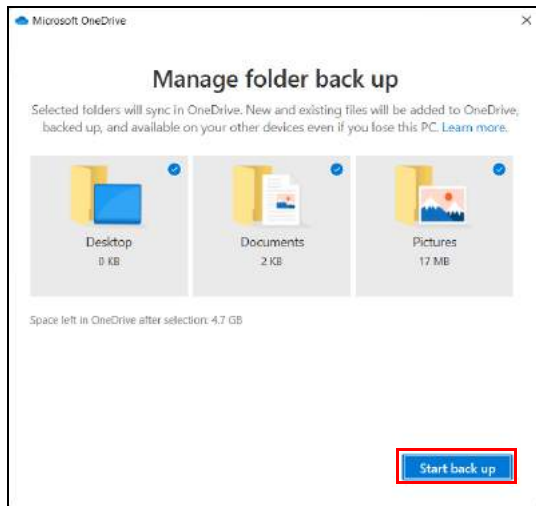 Microsoft OneDrive
Manage folder back up
Selected folders will sync in OneDrive. New and existing files will be added to OneDrive,
backed up, and available on your other devices even if you lose this PC. Learn more.
Desktop
0 KB
Documents
2 KB
Pictures
17 MB
Space left in OneDrive after selection: 4.7 GB
Start back up